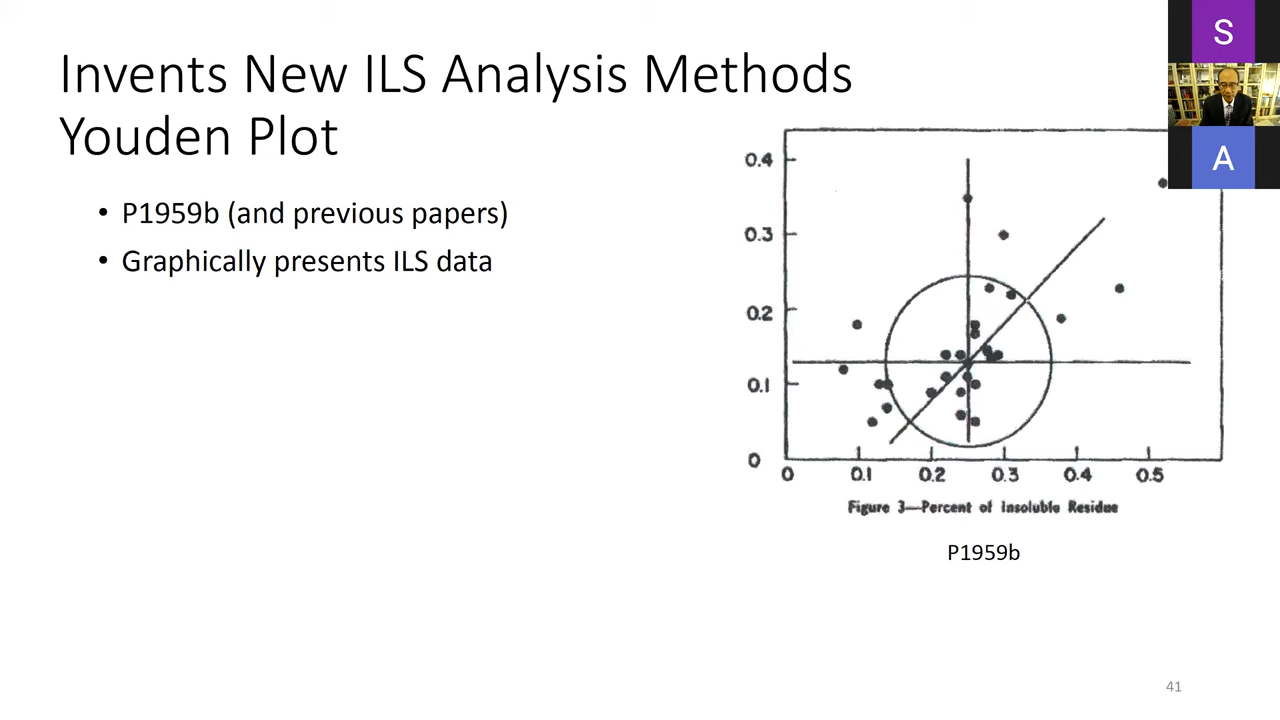 Invents New ILS Analysis Methods
Youden Plot
• P1959b (and previous papers)
• Graphically presents ILS data
S
A
0.4
0.3
0.2
0.1
0
0 0.1 0.2 0.3 0.4 0.5
Figure 3—Percent of Insoluble Residue
P1959b
41